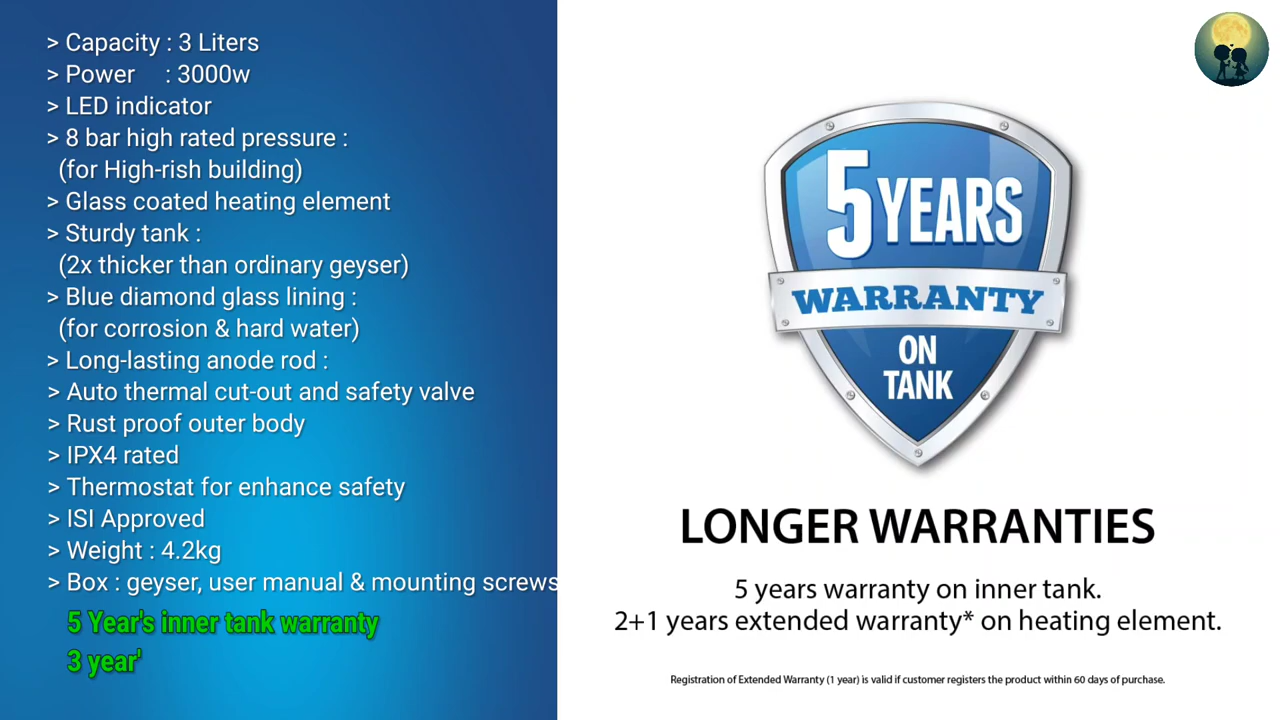 > Capacity : 3 Liters
> Power : 3000w
> LED indicator
> 8 bar high rated pressure :
(for High-rish building)
> Glass coated heating element
> Sturdy tank :
(2x thicker than ordinary geyser)
> Blue diamond glass lining :
(for corrosion & hard water)
> Long-lasting anode rod :
> Auto thermal cut-out and safety valve
> Rust proof outer body
> IPX4 rated
> Thermostat for enhance safety
> ISI Approved
> Weight : 4.2kg
> Box : geyser, user manual & mounting screws
5 Year's inner tank warranty
3 year'
5 YEARS
WARRANTY
ON
TANK
LONGER WARRANTIES
5 years warranty on inner tank.
2+1 years extended warranty* on heating element.
Registration of Extended Warranty (1 year) is valid if customer registers the product within 60 days of purchase.